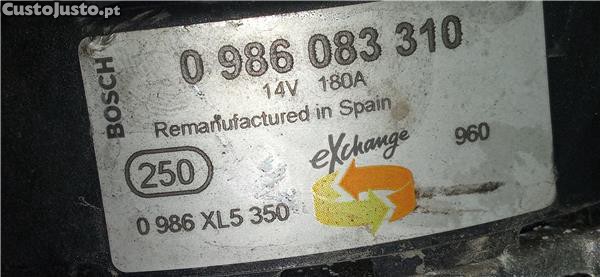 CustoJusto.pt
BOSCH
0 986 083 310
14V 180A
Remanufactured in Spain
eXchange
960
250
0 986 XL5 350